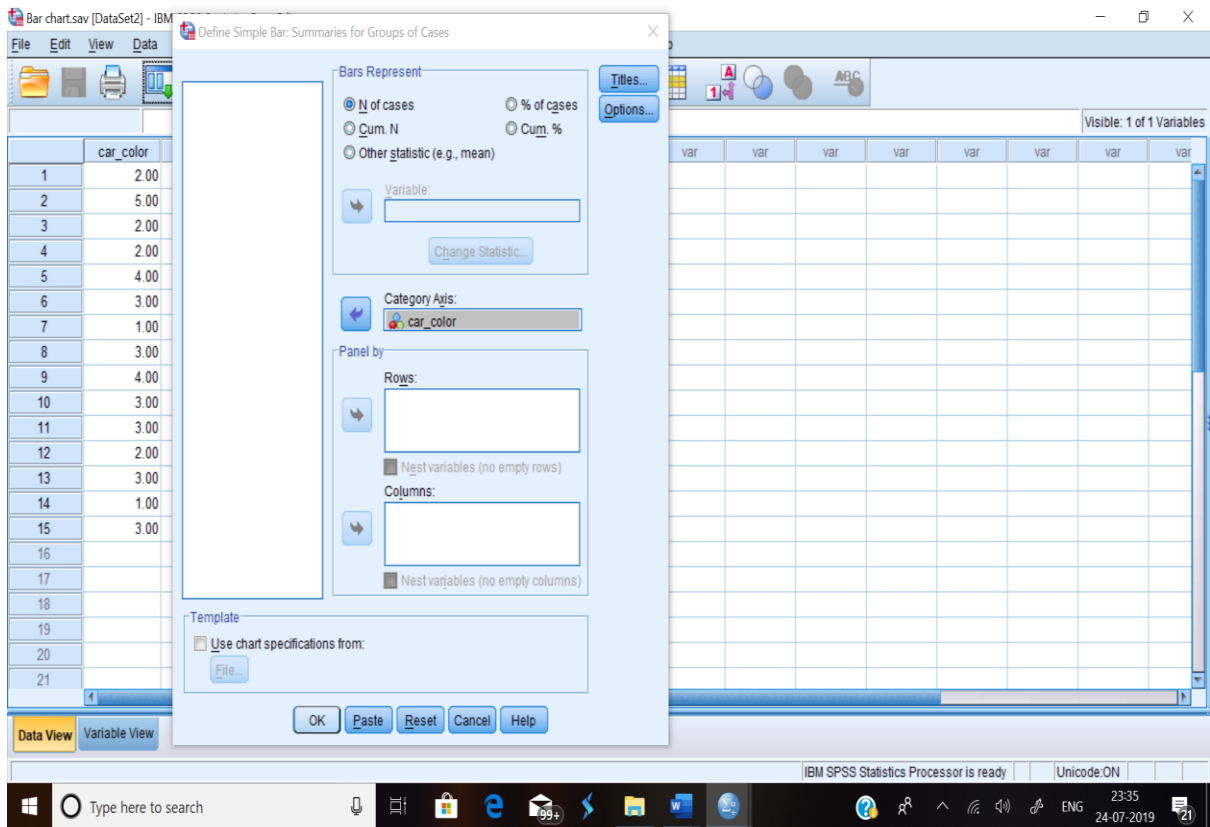 Bar chart.sav [DataSet2] - IBM
Define Simple Bar: Summaries for Groups of Cases
File Edit View Data
Visible: 1 of 1 Variables
car_color var var var var var var var var
1 2.00
2 5.00
3 2.00
4 2.00
5 4.00
6 3.00
7 1.00
8 3.00
9 4.00
10 3.00
11 3.00
12 2.00
13 3.00
14 1.00
15 3.00
16
17
18
19
20
21
Bars Represent
N of cases % of cases
Cum. N Cum. %
Other statistic (e.g., mean)
Variable:
Change Statistic...
Titles...
Options...
Category Axis:
car_color
Panel by
Rows:
Nest variables (no empty rows)
Columns:
Nest variables (no empty columns)
Template
Use chart specifications from:
File...
OK Paste Reset Cancel Help
A
1
ABC
Data View Variable View
IBM SPSS Statistics Processor is ready Unicode:ON
Type here to search 99+ W ENG 23:35
24-07-2019 21